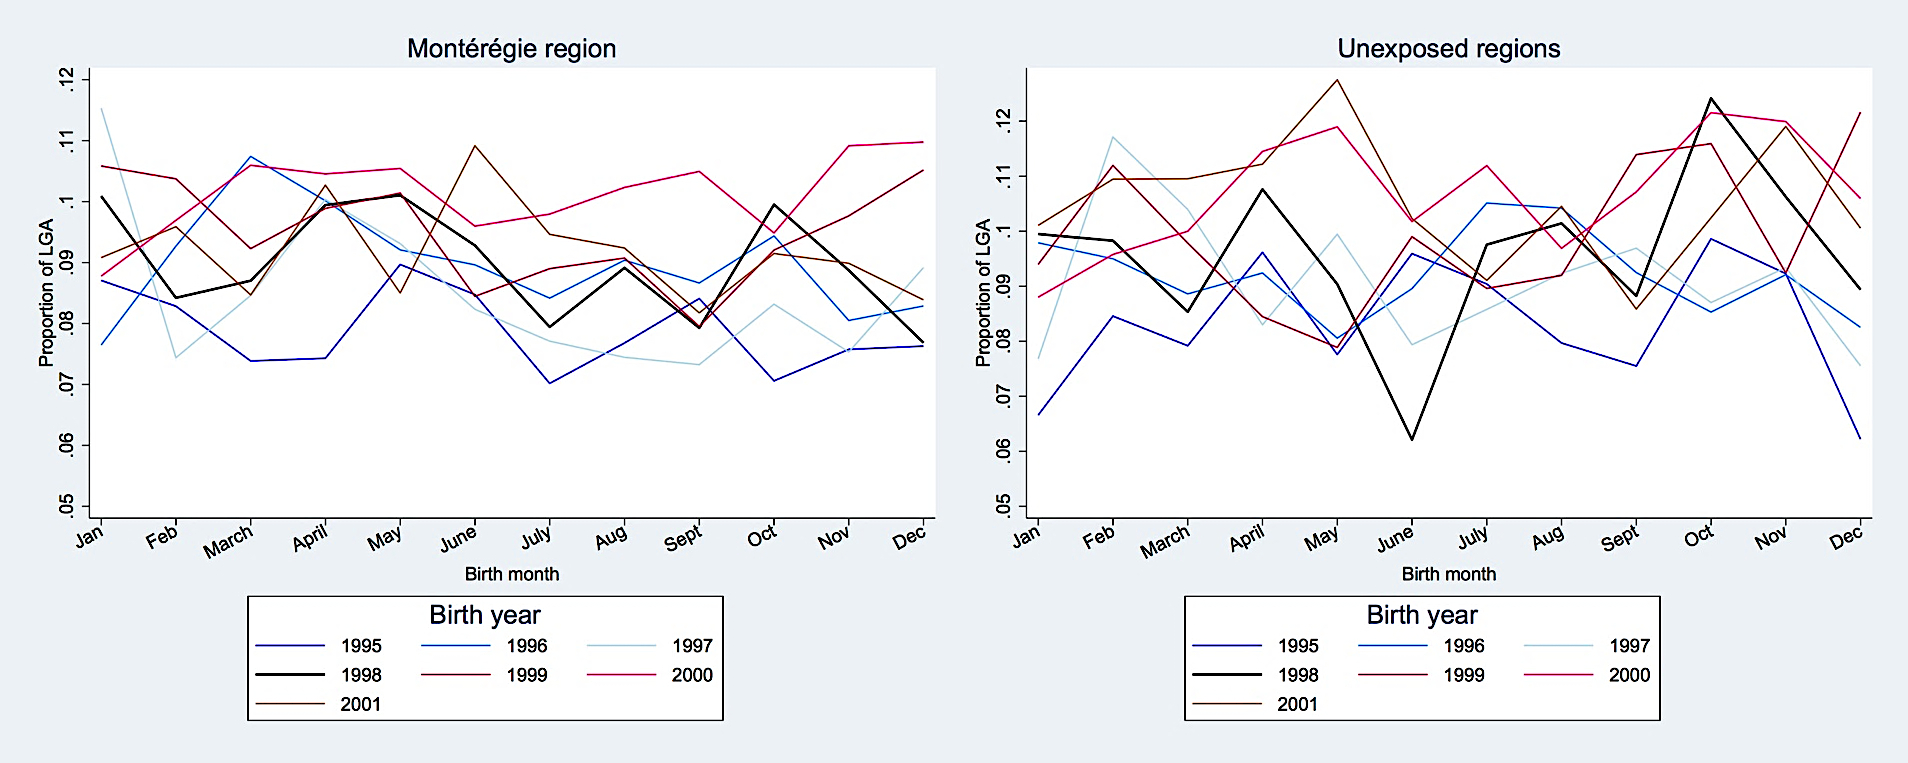 Montérégie region
Proportion of LGA
.12
.11
.1
.09
.08
.07
.06
.05
Jan Feb March April May June July Aug Sept Oct Nov Dec
Birth month
Birth year
1995 1996 1997
1998 1999 2000
2001
Unexposed regions
Proportion of LGA
.12
.11
.1
.09
.08
.07
.06
.05
Jan Feb March April May June July Aug Sept Oct Nov Dec
Birth month
Birth year
1995 1996 1997
1998 1999 2000
2001